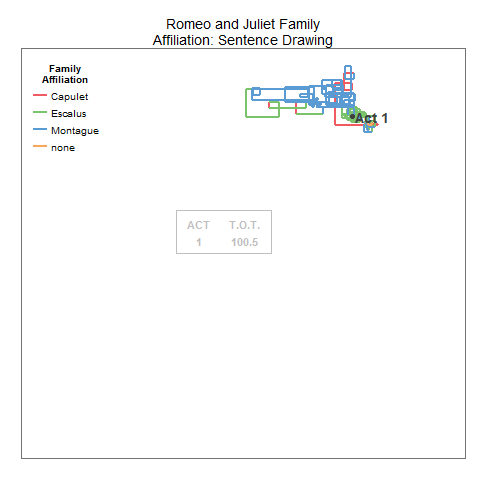 Romeo and Juliet Family
Affiliation: Sentence Drawing
Family
Affiliation
Capulet
Escalus
Montague
none
Act 1
ACT T.O.T.
1 100.5